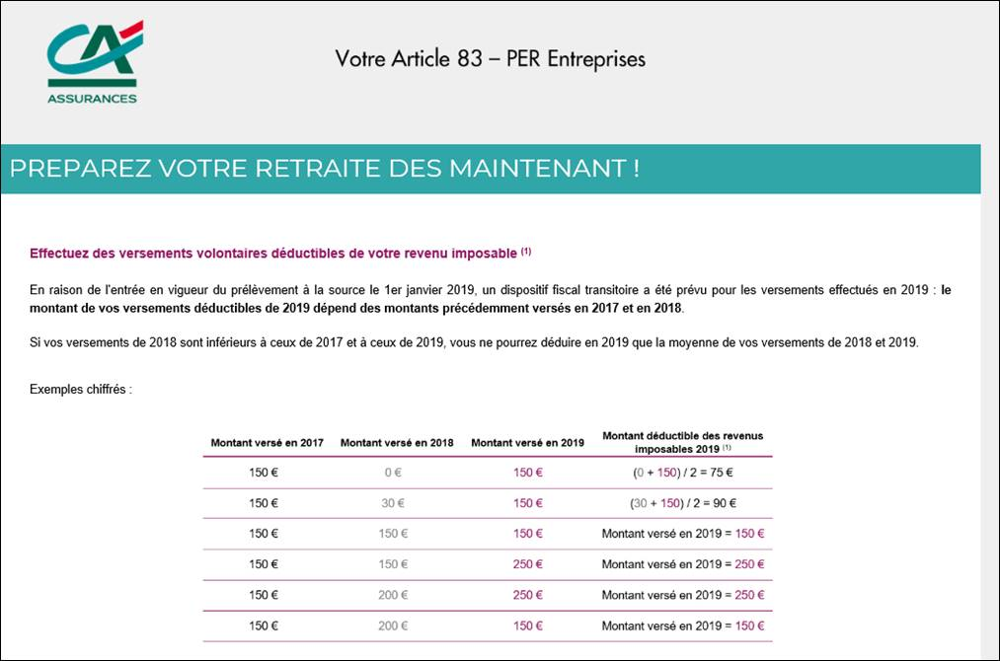 CA
ASSURANCES
Votre Article 83 – PER Entreprises
PREPAREZ VOTRE RETRAITE DES MAINTENANT !
Effectuez des versements volontaires déductibles de votre revenu imposable (1)
En raison de l'entrée en vigueur du prélèvement à la source le 1er janvier 2019, un dispositif fiscal transitoire a été prévu pour les versements effectués en 2019 : le
montant de vos versements déductibles de 2019 dépend des montants précédemment versés en 2017 et en 2018.
Si vos versements de 2018 sont inférieurs à ceux de 2017 et à ceux de 2019, vous ne pourrez déduire en 2019 que la moyenne de vos versements de 2018 et 2019.
Exemples chiffrés :
Montant versé en 2017 Montant versé en 2018 Montant versé en 2019 Montant déductible des revenus
imposables 2019 (1)
150 € 0 € 150 € (0 + 150) / 2 = 75 €
150 € 30 € 150 € (30 + 150) / 2 = 90 €
150 € 150 € 150 € Montant versé en 2019 = 150 €
150 € 150 € 250 € Montant versé en 2019 = 250 €
150 € 200 € 250 € Montant versé en 2019 = 250 €
150 € 200 € 150 € Montant versé en 2019 = 150 €